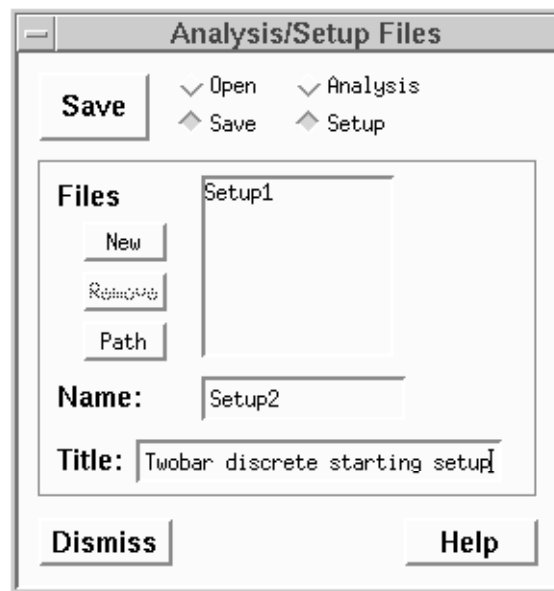 Analysis/Setup Files
Save
Open Analysis
Save Setup
Files
Setup1
New
Remove
Path
Name: Setup2
Title: Twobar discrete starting setup
Dismiss Help